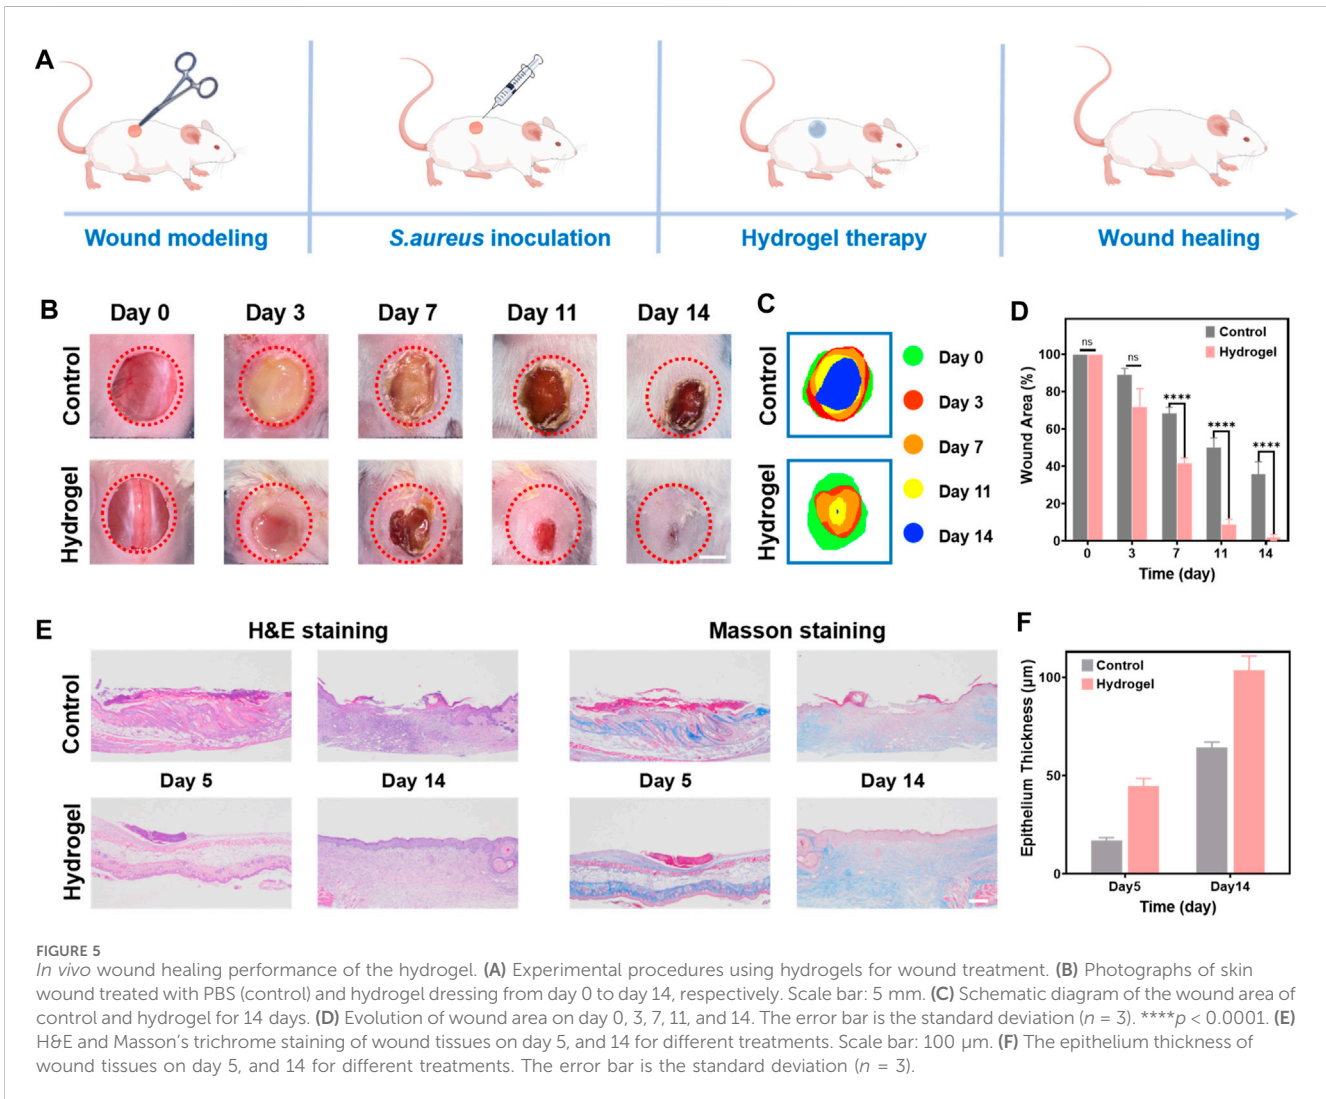 A
Wound modeling
S.aureus inoculation
Hydrogel therapy
Wound healing
B
Day 0
Day 3
Day 7
Day 11
Day 14
Control
Hydrogel
C
Control
Hydrogel
Day 0
Day 3
Day 7
Day 11
Day 14
D
Control
Hydrogel
ns
ns
****
****
****
Wound Area (%)
100
80
60
40
20
0
0 3 7 11 14
Time (day)
E
H&E staining
Masson staining
Control
Day 5
Day 14
Day 5
Day 14
Hydrogel
F
Control
Hydrogel
Epithelium Thickness (μm)
100
50
0
Day5
Day14
Time (day)
FIGURE 5
In vivo wound healing performance of the hydrogel. (A) Experimental procedures using hydrogels for wound treatment. (B) Photographs of skin
wound treated with PBS (control) and hydrogel dressing from day 0 to day 14, respectively. Scale bar: 5 mm. (C) Schematic diagram of the wound area of
control and hydrogel for 14 days. (D) Evolution of wound area on day 0, 3, 7, 11, and 14. The error bar is the standard deviation (n = 3). ****p < 0.0001. (E)
H&E and Masson's trichrome staining of wound tissues on day 5, and 14 for different treatments. Scale bar: 100 μm. (F) The epithelium thickness of
wound tissues on day 5, and 14 for different treatments. The error bar is the standard deviation (n = 3).